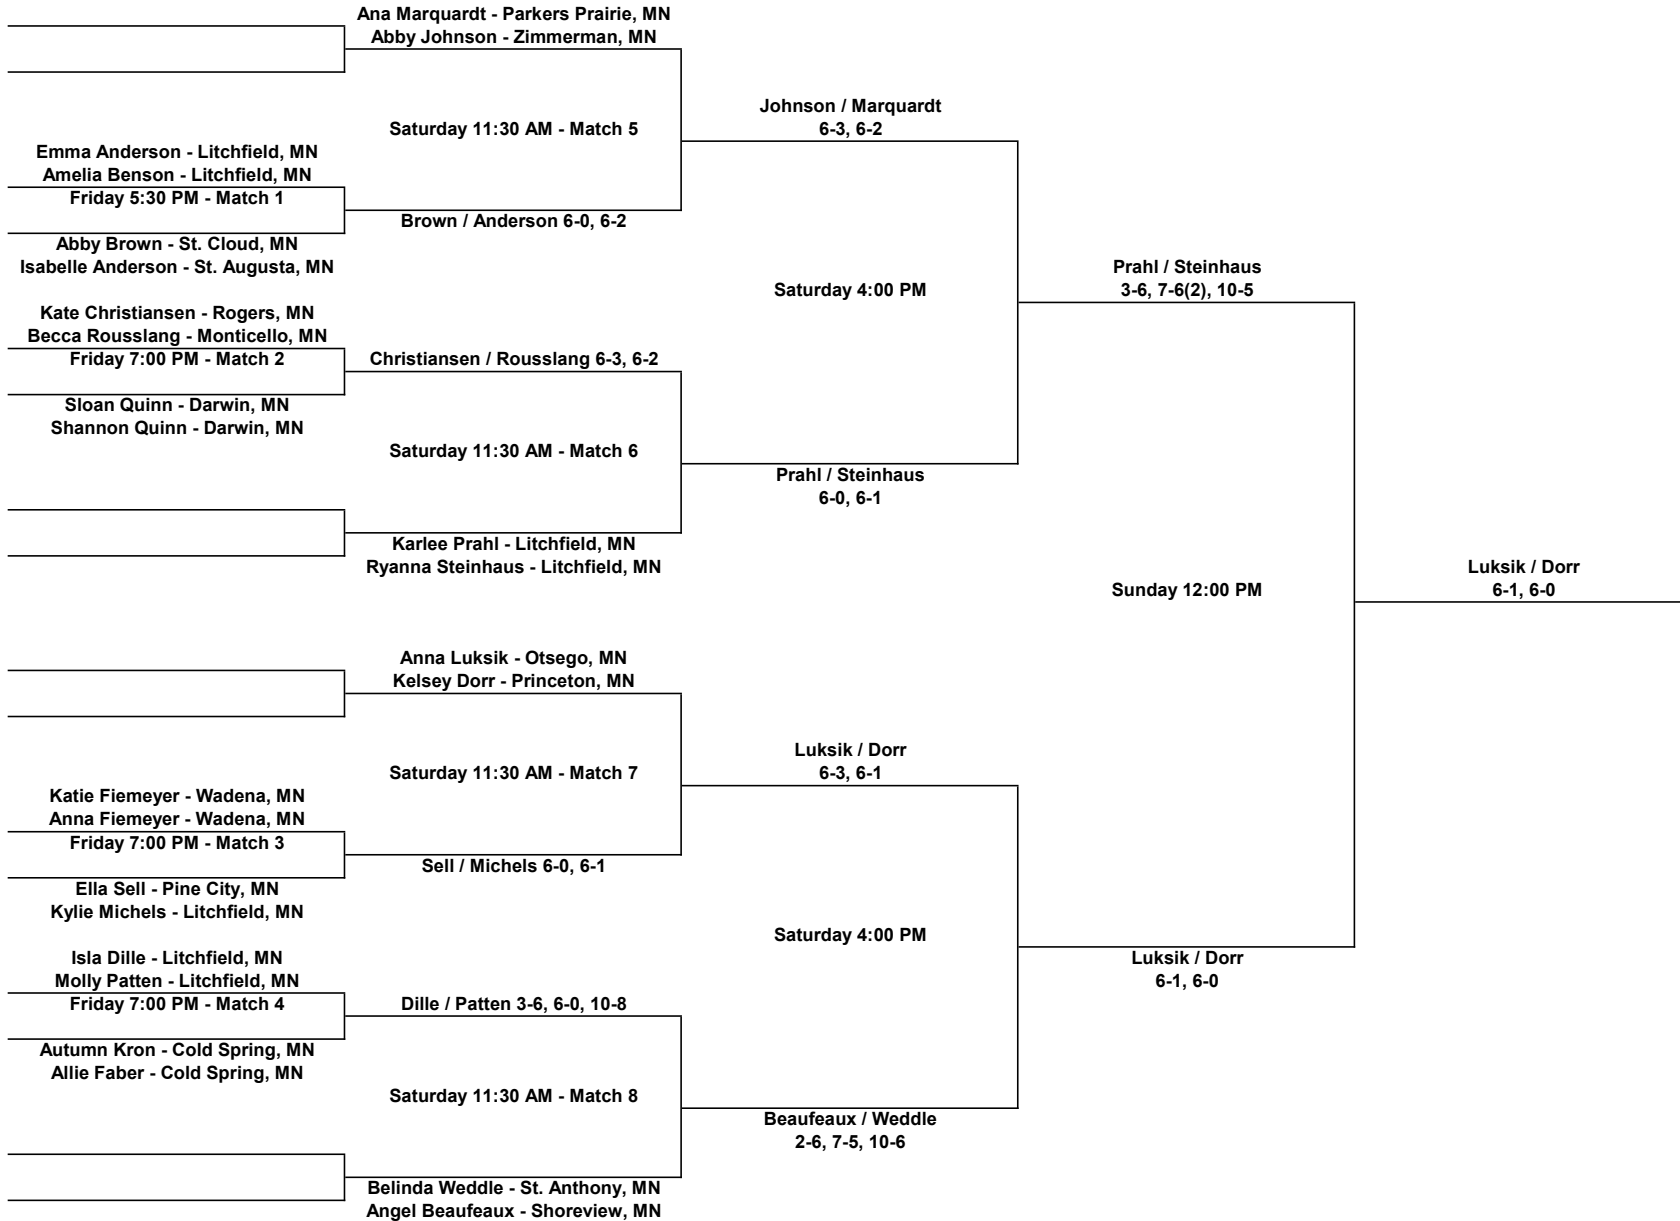 Ana Marquardt - Parkers Prairie, MN
Abby Johnson - Zimmerman, MN
Saturday 11:30 AM - Match 5
Johnson / Marquardt
6-3, 6-2
Emma Anderson - Litchfield, MN
Amelia Benson - Litchfield, MN
Friday 5:30 PM - Match 1
Brown / Anderson 6-0, 6-2
Abby Brown - St. Cloud, MN
Isabelle Anderson - St. Augusta, MN
Saturday 4:00 PM
Prahl / Steinhaus
3-6, 7-6(2), 10-5
Kate Christiansen - Rogers, MN
Becca Rousslang - Monticello, MN
Friday 7:00 PM - Match 2
Christiansen / Rousslang 6-3, 6-2
Sloan Quinn - Darwin, MN
Shannon Quinn - Darwin, MN
Saturday 11:30 AM - Match 6
Prahl / Steinhaus
6-0, 6-1
Karlee Prahl - Litchfield, MN
Ryanna Steinhaus - Litchfield, MN
Sunday 12:00 PM
Luksik / Dorr
6-1, 6-0
Anna Luksik - Otsego, MN
Kelsey Dorr - Princeton, MN
Saturday 11:30 AM - Match 7
Luksik / Dorr
6-3, 6-1
Katie Fiemeyer - Wadena, MN
Anna Fiemeyer - Wadena, MN
Friday 7:00 PM - Match 3
Sell / Michels 6-0, 6-1
Ella Sell - Pine City, MN
Kylie Michels - Litchfield, MN
Saturday 4:00 PM
Luksik / Dorr
6-1, 6-0
Isla Dille - Litchfield, MN
Molly Patten - Litchfield, MN
Friday 7:00 PM - Match 4
Dille / Patten 3-6, 6-0, 10-8
Autumn Kron - Cold Spring, MN
Allie Faber - Cold Spring, MN
Saturday 11:30 AM - Match 8
Beaufeaux / Weddle
2-6, 7-5, 10-6
Belinda Weddle - St. Anthony, MN
Angel Beaufeaux - Shoreview, MN